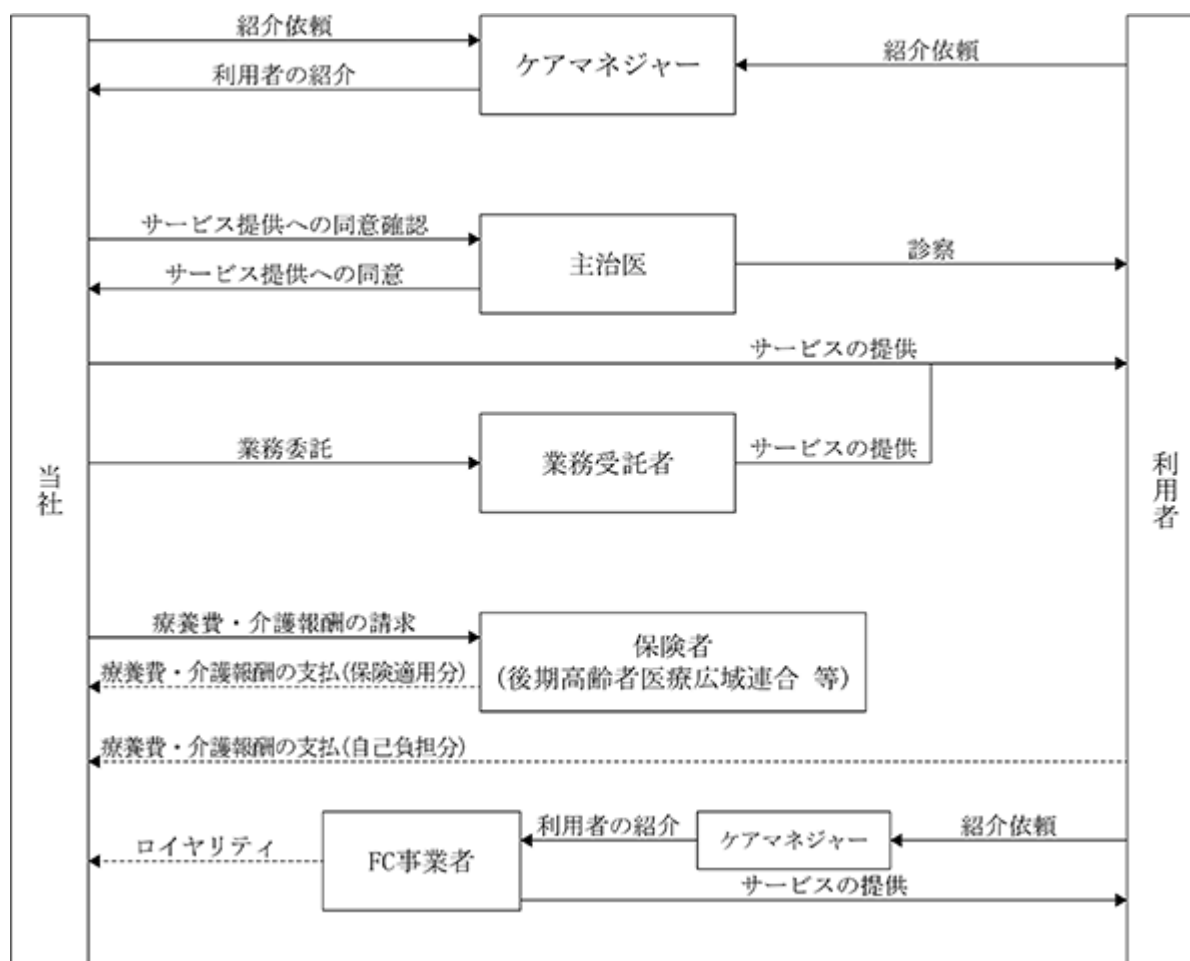 紹介依頼
利用者の紹介
ケアマネジャー
紹介依頼
サービス提供への同意確認
サービス提供への同意
主治医
診察
サービスの提供
業務委託
業務受託者
サービスの提供
当社
利用者
療養費・介護報酬の請求
療養費・介護報酬の支払(保険適用分)
保険者
(後期高齢者医療広域連合 等)
療養費・介護報酬の支払(自己負担分)
ロイヤリティ
FC事業者
利用者の紹介
ケアマネジャー
紹介依頼
サービスの提供